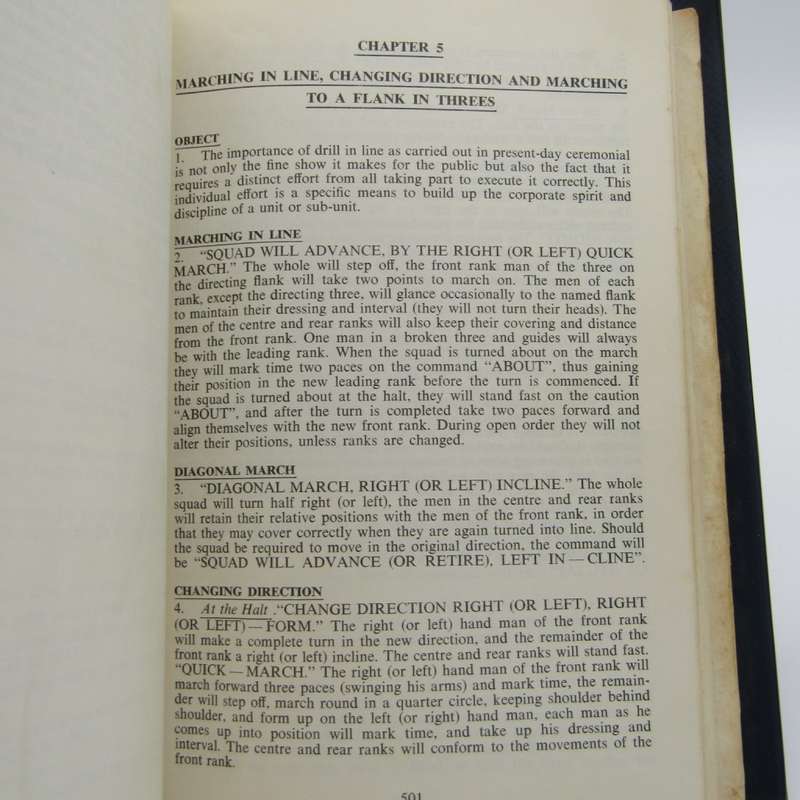 CHAPTER 5
MARCHING IN LINE, CHANGING DIRECTION AND MARCHING
TO A FLANK IN THREES
OBJECT
1. The importance of drill in line as carried out in present-day ceremonial
is not only the fine show it makes for the public but also the fact that it
requires a distinct effort from all taking part to execute it correctly. This
individual effort is a specific means to build up the corporate spirit and
discipline of a unit or sub-unit.
MARCHING IN LINE
2. “SQUAD WILL ADVANCE, BY THE RIGHT (OR LEFT) QUICK
MARCH.” The whole will step off, the front rank man of the three on
the directing flank will take two points to march on. The men of each
rank, except the directing three, will glance occasionally to the named flank
to maintain their dressing and interval (they will not turn their heads). The
men of the centre and rear ranks will also keep their covering and distance
from the front rank. One man in a broken three and guides will always
be with the leading rank. When the squad is turned about on the march
they will mark time two paces on the command “ABOUT”, thus gaining
their position in the new leading rank before the turn is commenced. If
the squad is turned about at the halt, they will stand fast on the caution
“ABOUT”, and after the turn is completed take two paces forward and
align themselves with the new front rank. During open order they will not
alter their positions, unless ranks are changed.
DIAGONAL MARCH
3. “DIAGONAL MARCH, RIGHT (OR LEFT) INCLINE.” The whole
squad will turn half right (or left), the men in the centre and rear ranks
will retain their relative positions with the men of the front rank, in order
that they may cover correctly when they are again turned into line. Should
the squad be required to move in the original direction, the command will
be “SQUAD WILL ADVANCE (OR RETIRE), LEFT IN — CLINE”.
CHANGING DIRECTION
4. At the Halt .“CHANGE DIRECTION RIGHT (OR LEFT), RIGHT
(OR LEFT) — FORM.” The right (or left) hand man of the front rank
will make a complete turn in the new direction, and the remainder of the
front rank a right (or left) incline. The centre and rear ranks will stand fast.
“QUICK — MARCH.” The right (or left) hand man of the front rank will
march forward three paces (swinging his arms) and mark time, the remain-
der will step off, march round in a quarter circle, keeping shoulder behind
shoulder, and form up on the left (or right) hand man, each man as he
comes up into position will mark time, and take up his dressing and
interval. The centre and rear ranks will conform to the movements of the
front rank.
501